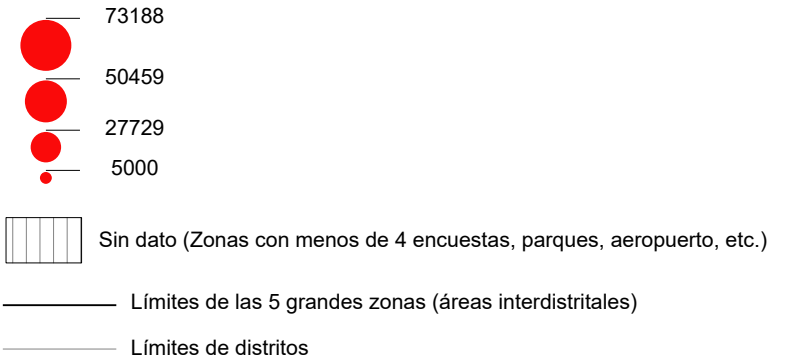 73188
50459
27729
5000
Sin dato (Zonas con menos de 4 encuestas, parques, aeropuerto, etc.)
Límites de las 5 grandes zonas (áreas interdistritales)
Límites de distritos